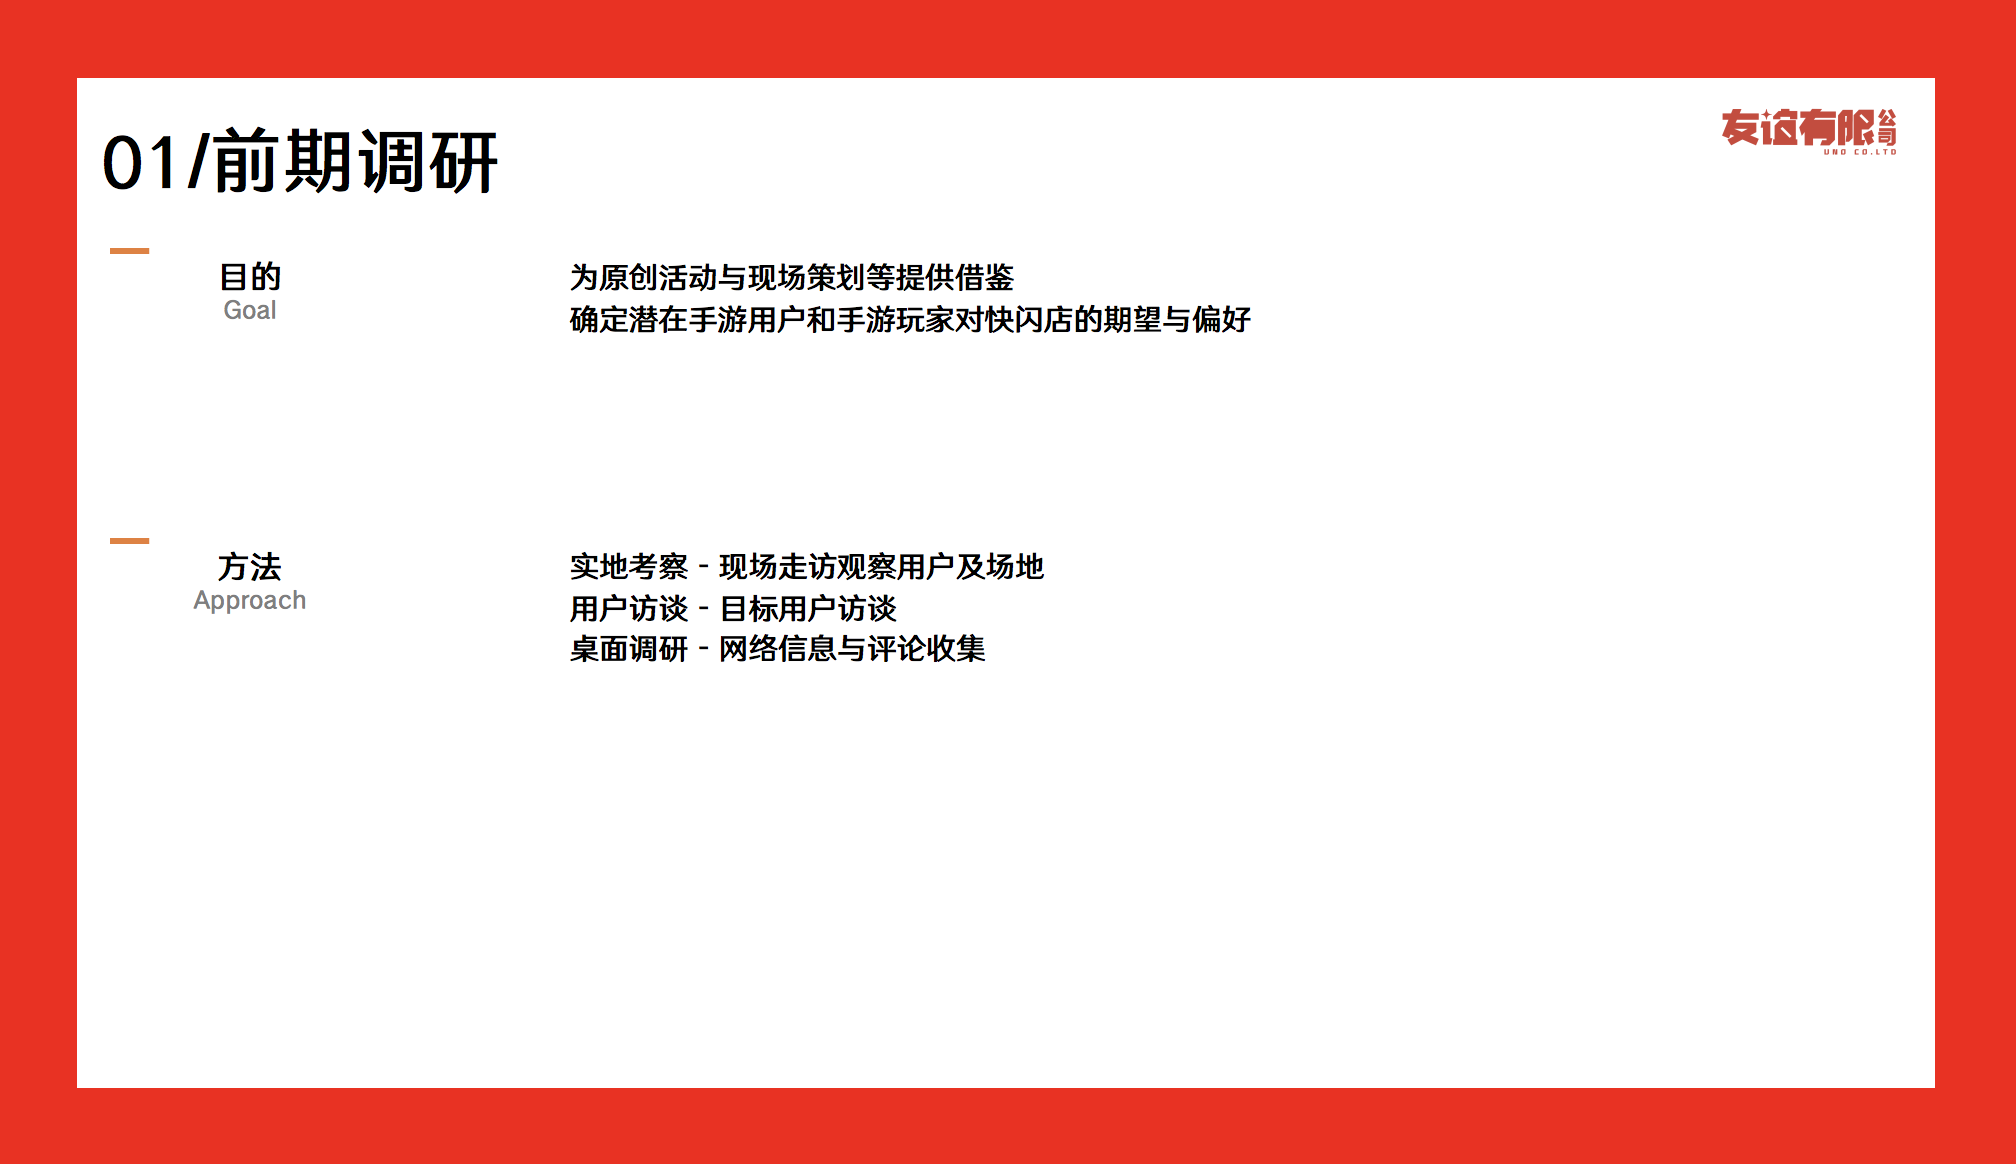 01/前期调研
友谊有限公司
UNO CO.LTD
目的
Goal
为原创活动与现场策划等提供借鉴
确定潜在手游用户和手游玩家对快闪店的期望与偏好
方法
Approach
实地考察 - 现场走访观察用户及场地
用户访谈 - 目标用户访谈
桌面调研 - 网络信息与评论收集